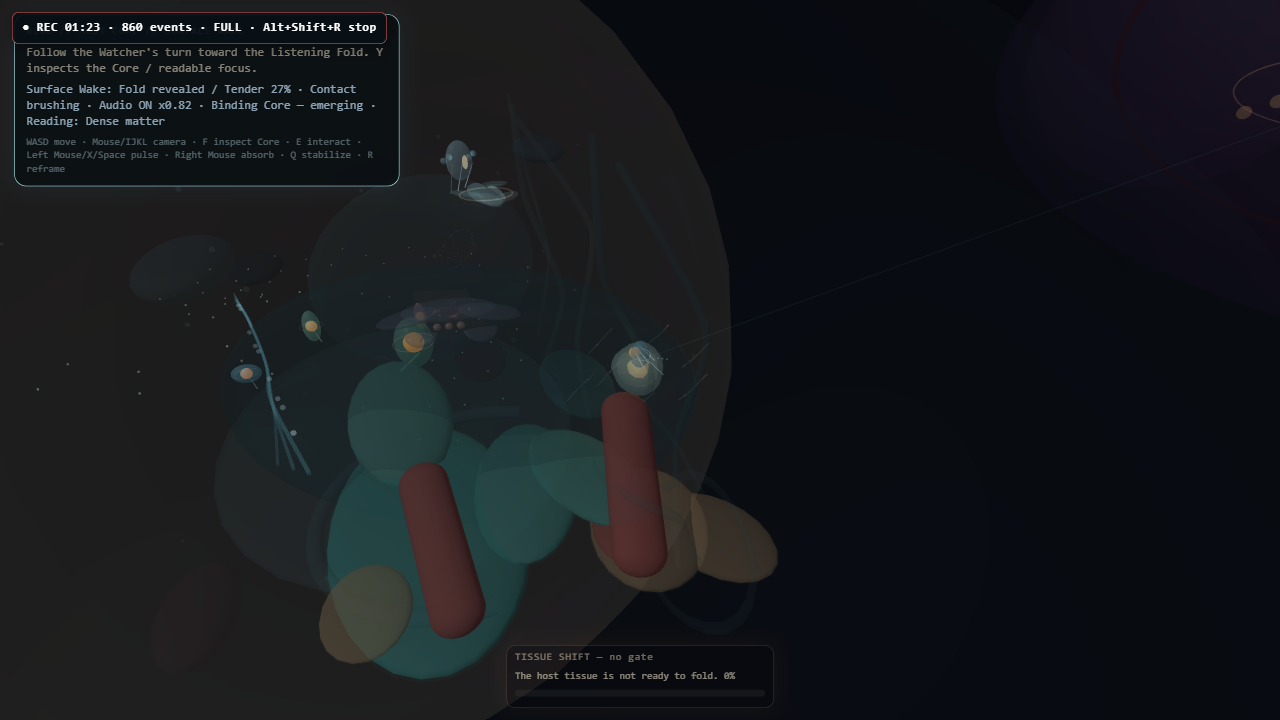 ● REC 01:23 · 860 events · FULL · Alt+Shift+R stop
Follow the Watcher's turn toward the Listening Fold. Y
inspects the Core / readable focus.
Surface Wake: Fold revealed / Tender 27% · Contact
brushing · Audio ON x0.82 · Binding Core — emerging ·
Reading: Dense matter
WASD move · Mouse/IJKL camera · F inspect Core · E interact ·
Left Mouse/X/Space pulse · Right Mouse absorb · Q stabilize · R
reframe
TISSUE SHIFT — no gate
The host tissue is not ready to fold. 0%